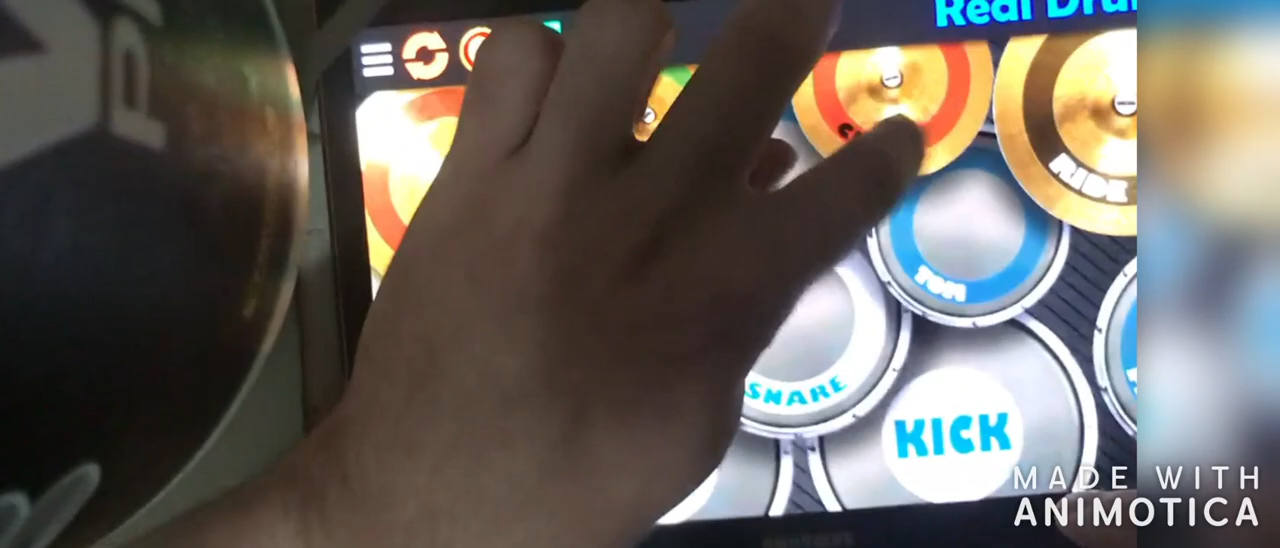 Real Dru
RIDE
TOM
SNARE
KICK
MADE WITH
ANIMOTICA